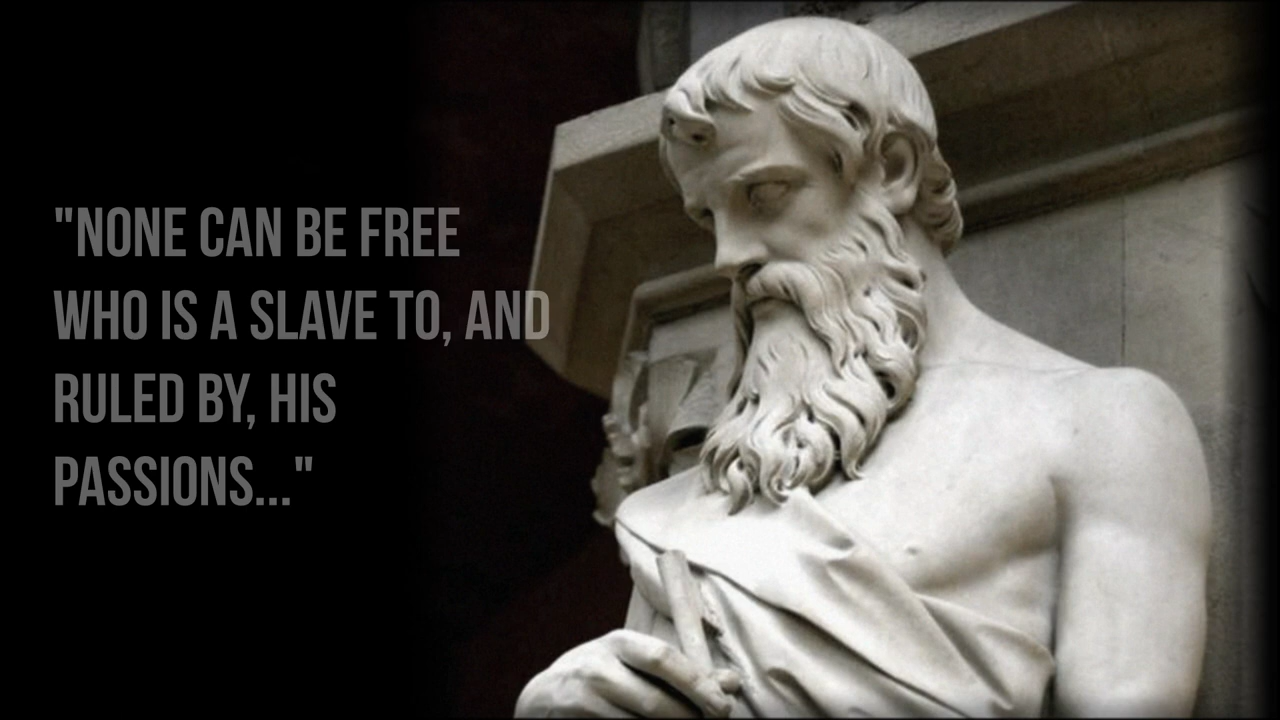 "NONE CAN BE FREE
WHO IS A SLAVE TO, AND
RULED BY, HIS
PASSIONS..."